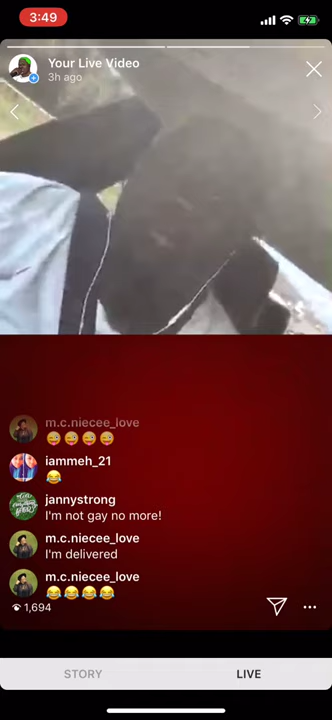 3:49
Your Live Video
3h ago
m.c.niecee_love
iammeh_21
jannystrong
I'm not gay no more!
m.c.niecee_love
I'm delivered
m.c.niecee_love
1,694
STORY
LIVE